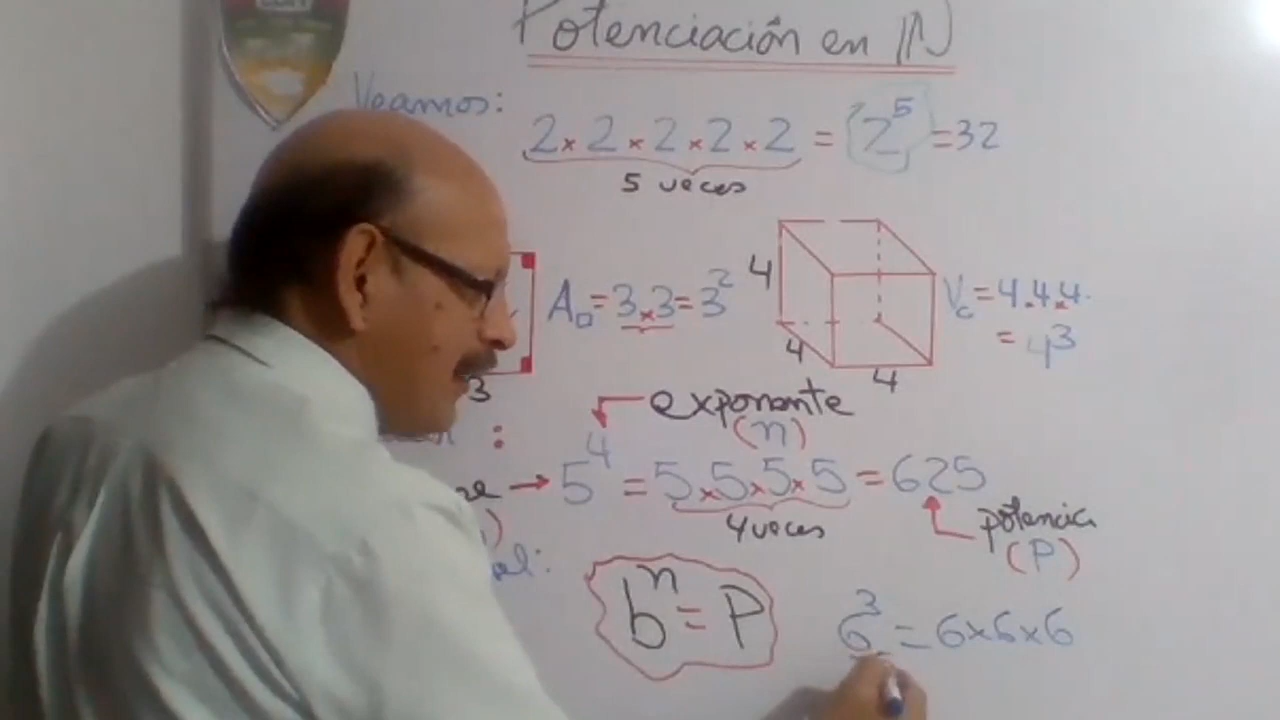 Potenciación en ℕ
Veamos:
2 × 2 × 2 × 2 × 2 = 2⁵ = 32
5 veces
3
A□ = 3 × 3 = 3²
4
4
4
Vc = 4.4.4
= 4³
exponente
(n)
:
→ 5⁴ = 5×5×5×5 = 625
4 veces
potencia
(P)
bⁿ = P
6³ = 6×6×6